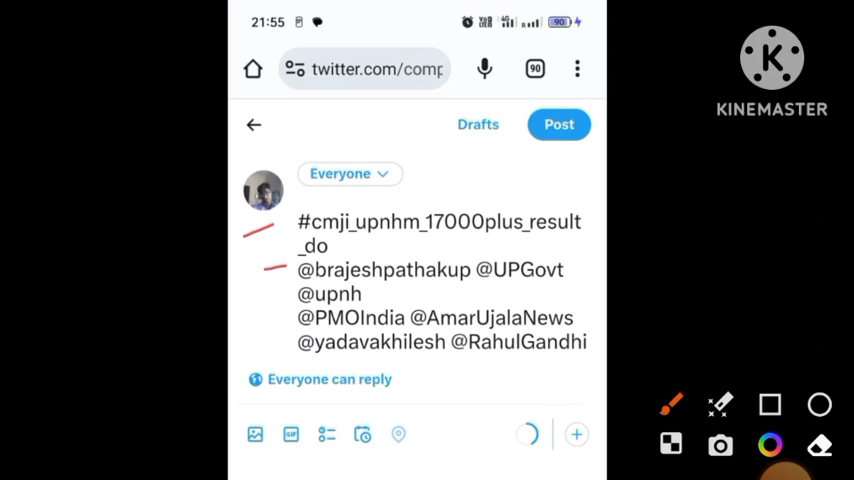 21:55
90
twitter.com/comp
90
KINEMASTER
Drafts
Post
Everyone
#cmji_upnhm_17000plus_result
_do
@brajeshpathakup @UPGovt
@upnh
@PMOIndia @AmarUjalaNews
@yadavakhilesh @RahulGandhi
Everyone can reply
GIF